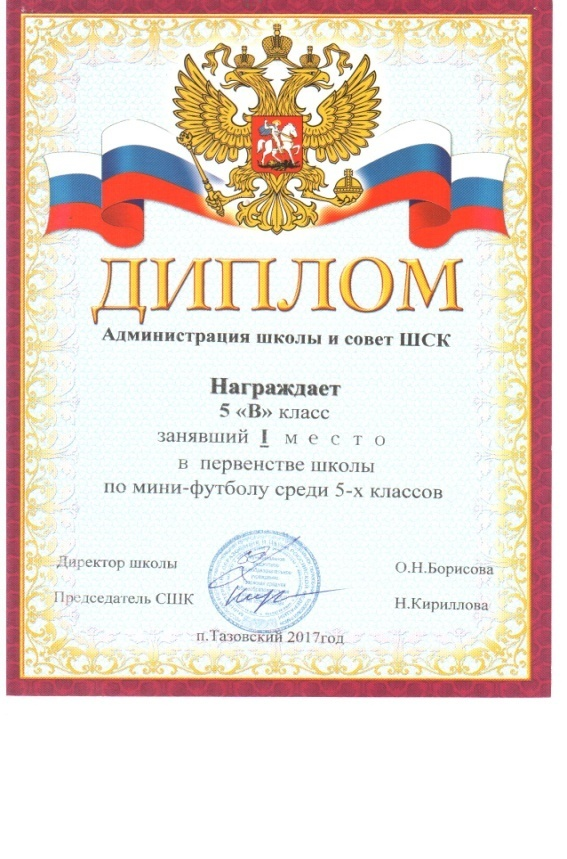 ДИПЛОМ
Администрация школы и совет ШСК
Награждает
5 «В» класс
занявший I место
в первенстве школы
по мини-футболу среди 5-х классов
Директор школы О.Н.Борисова
Председатель СШК Н.Кириллова
п.Тазовский 2017год